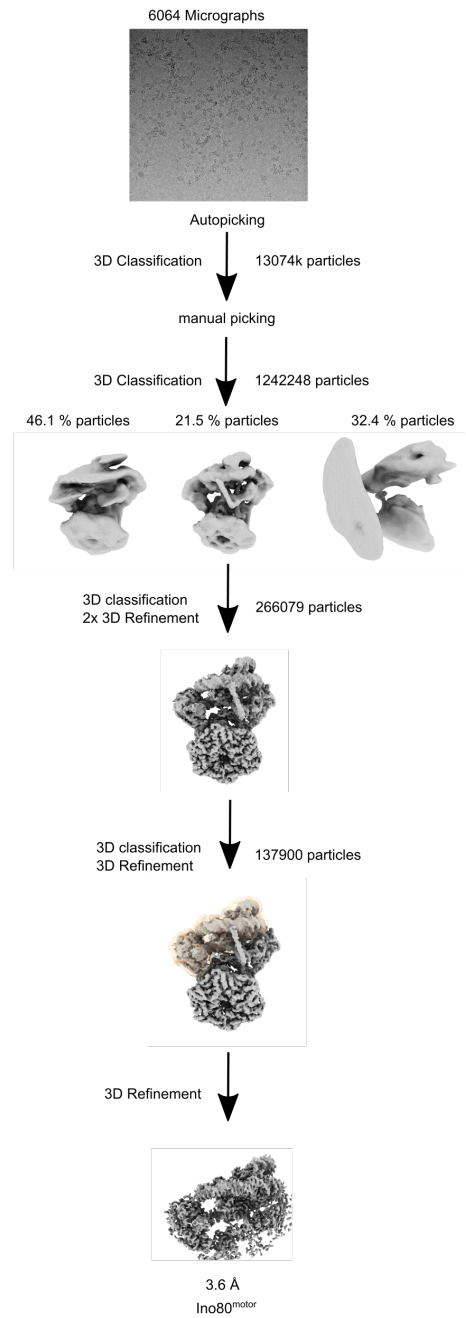 6064 Micrographs
Autopicking
3D Classification 13074k particles
manual picking
3D Classification 1242248 particles
46.1 % particles 21.5 % particles 32.4 % particles
3D classification
2x 3D Refinement
266079 particles
3D classification
3D Refinement
137900 particles
3D Refinement
3.6 Å
Ino80motor